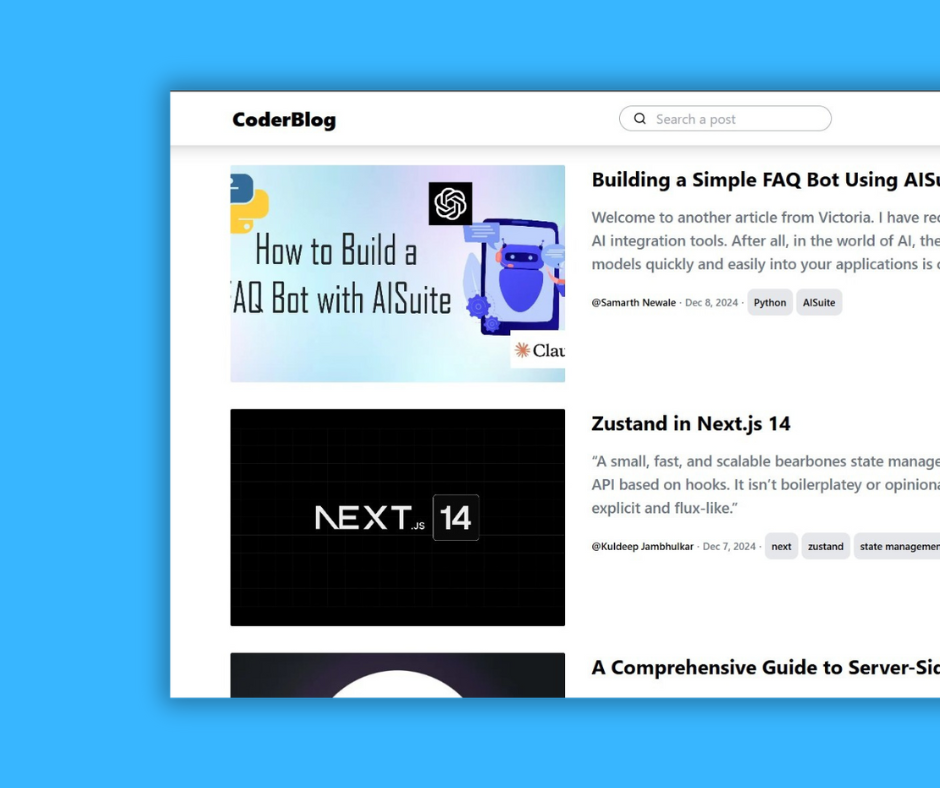 CoderBlog
Search a post
How to Build a
FAQ Bot with AISuite
Clau
Building a Simple FAQ Bot Using AISu
Welcome to another article from Victoria. I have rec
AI integration tools. After all, in the world of AI, the
models quickly and easily into your applications is c
@Samarth Newale · Dec 8, 2024 · Python AISuite
NEXT.JS 14
Zustand in Next.js 14
“A small, fast, and scalable bearbones state manage
API based on hooks. It isn’t boilerplatey or opiniona
explicit and flux-like.”
@Kuldeep Jambhulkar · Dec 7, 2024 · next zustand state managemen
A Comprehensive Guide to Server-Sid